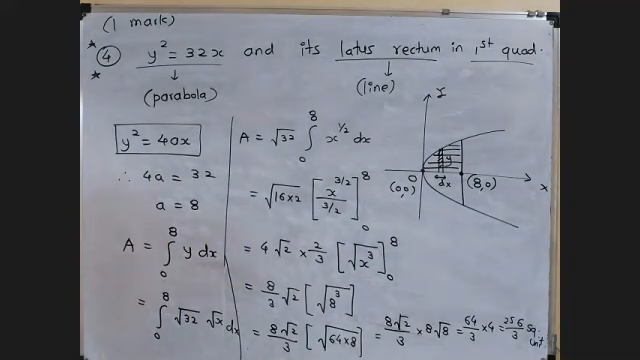 (1 mark)
* ④ y² = 32x and its latus rectum in 1st quad.
*
↓ ↓
(parabola) (line)
y² = 4ax
∴ 4a = 32
a = 8
A = ∫₀⁸ y dx
= ∫₀⁸ √32 √x dx
A = √32 ∫₀⁸ x^{1/2} dx
= √(16×2) [x^{3/2} / 3/2]₀⁸
= 4√2 × 2/3 [√x³]₀⁸
= 8/3 √2 [√8³]
= 8√2/3 [√(64×8)] = 8√2/3 × 8√8 = 64/3 × 4 = 256/3 sq. unit
Y
O
(0,0)
y
dx
(8,0)
x